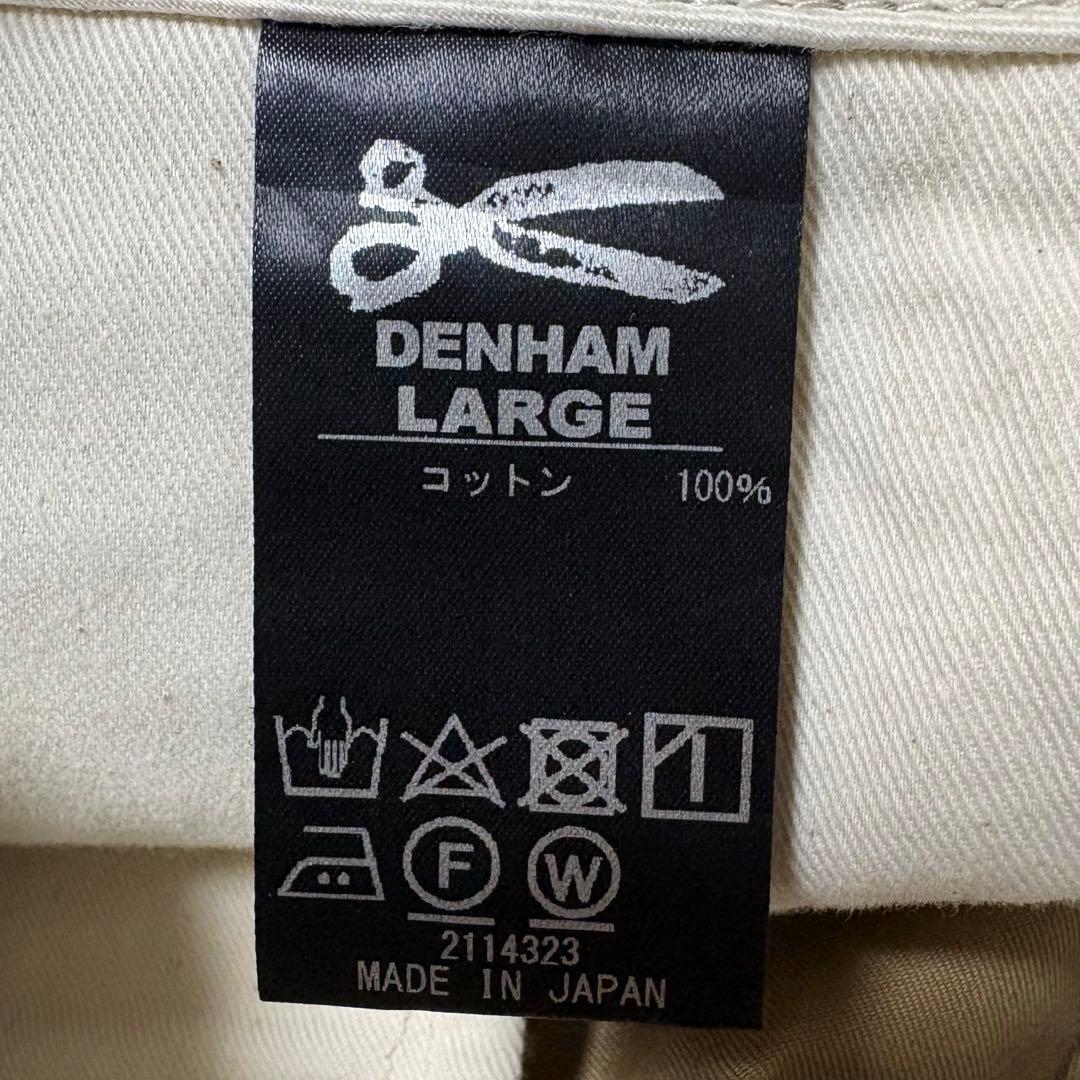 DENHAM
LARGE
コットン 100%
F W
2114323
MADE IN JAPAN